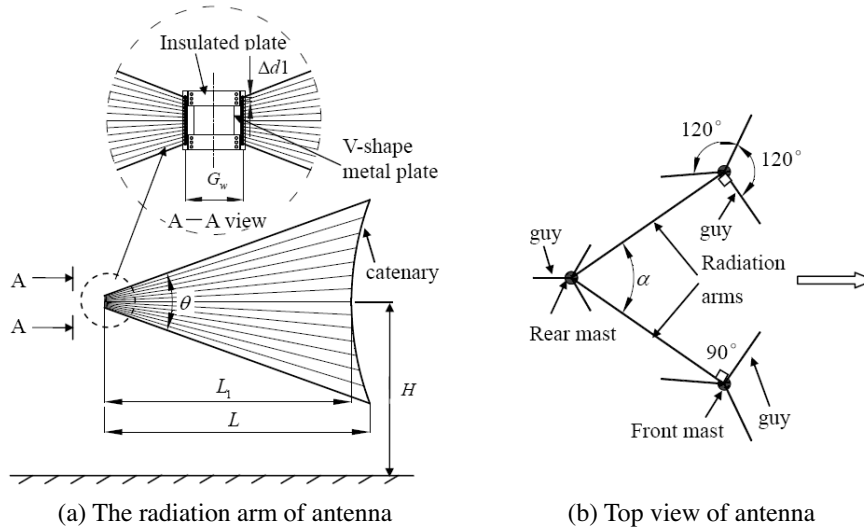 Insulated plate
Δd1
V-shape
metal plate
G_w
A—A view
A
A
θ
catenary
L_1
L
H
(a) The radiation arm of antenna
120°
120°
guy
guy
α
Radiation
arms
Rear mast
90°
guy
Front mast
(b) Top view of antenna